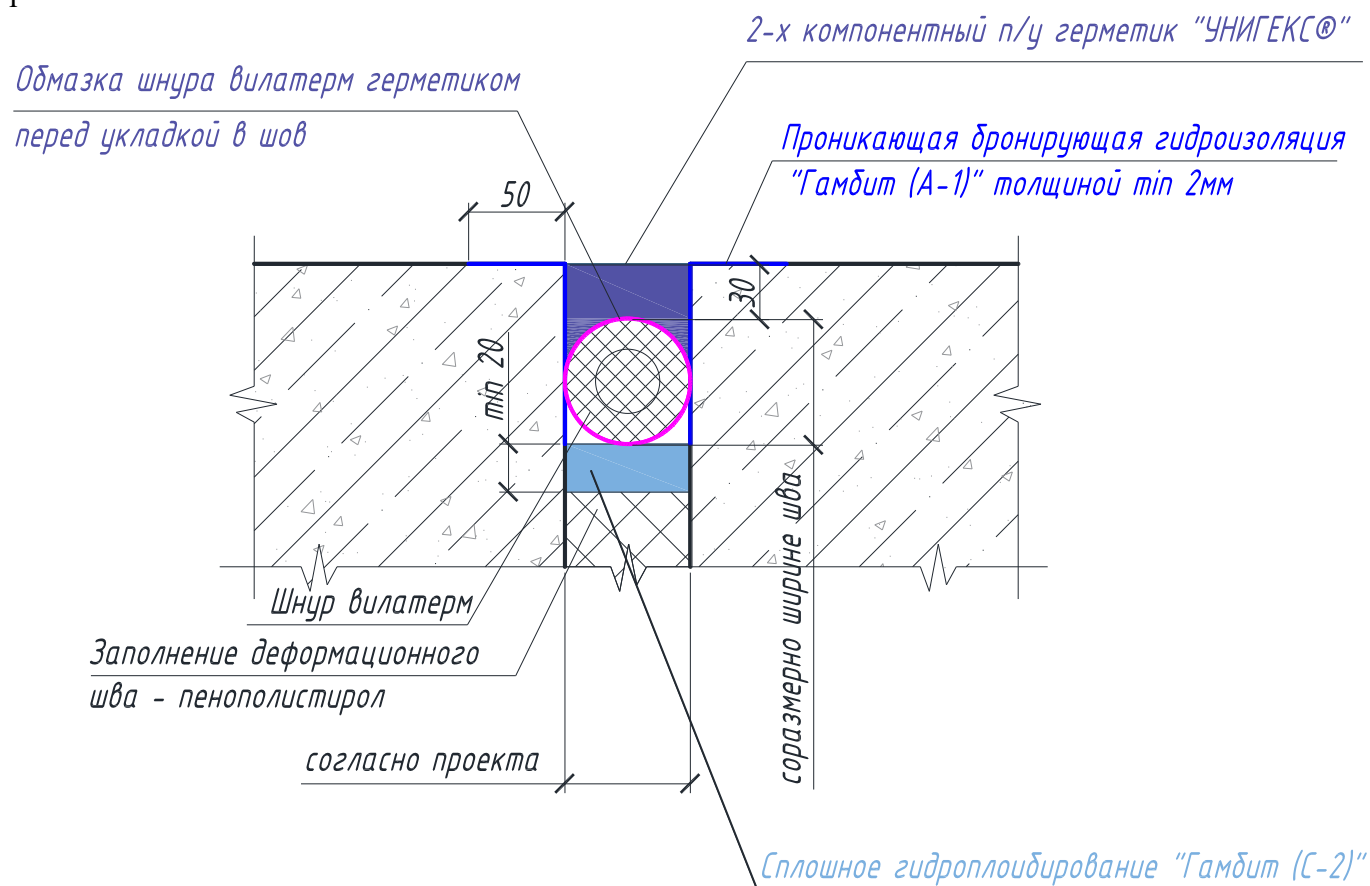 2-х компонентный п/у герметик "УНИГЕКС®"
Обмазка шнура вилатерм герметиком
перед укладкой в шов
Проникающая бронирующая гидроизоляция
"Гамбит (А-1)" толщиной min 2мм
50
30
min 20
соразмерно ширине шва
Шнур вилатерм
Заполнение деформационного
шва - пенополистирол
согласно проекта
Сплошное гидроплоибирование "Гамбит (С-2)"